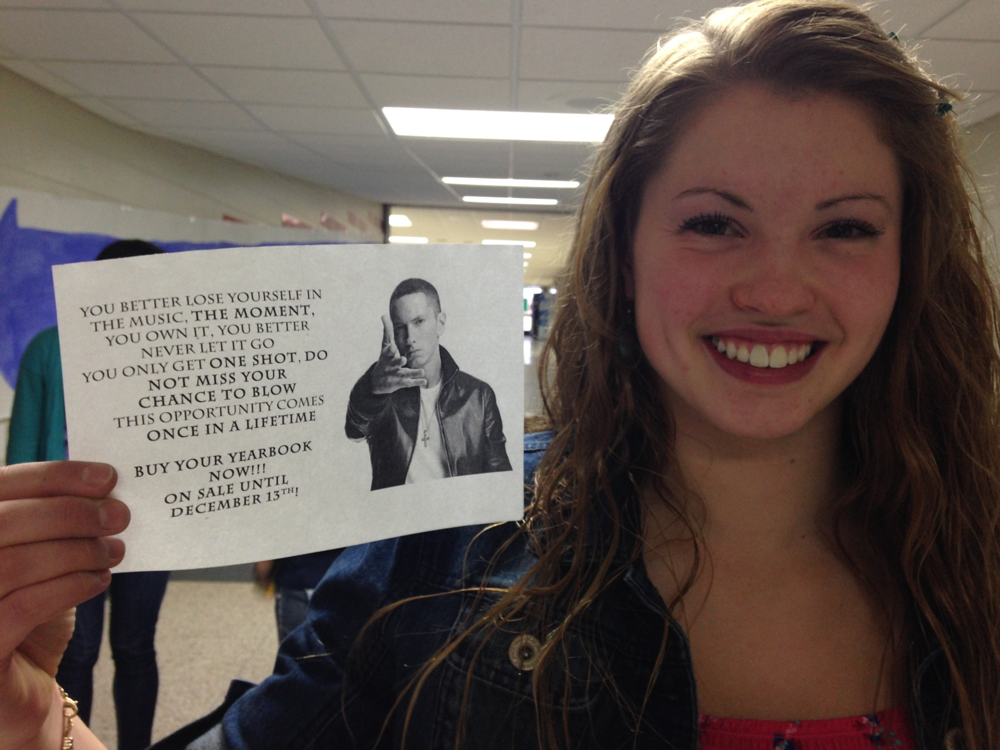 YOU BETTER LOSE YOURSELF IN
THE MUSIC, THE MOMENT,
YOU OWN IT, YOU BETTER
NEVER LET IT GO
YOU ONLY GET ONE SHOT, DO
NOT MISS YOUR
CHANCE TO BLOW
THIS OPPORTUNITY COMES
ONCE IN A LIFETIME
BUY YOUR YEARBOOK
NOW!!!
ON SALE UNTIL
DECEMBER 13TH!